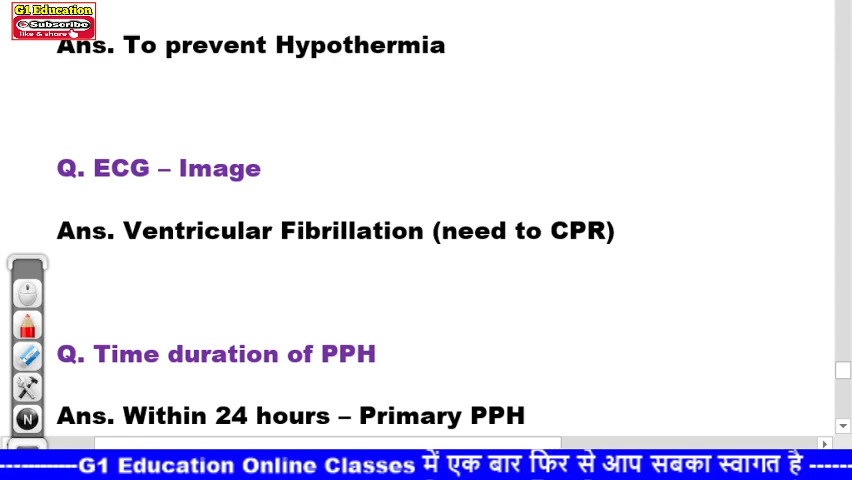 G1 Education
Subscribe
like & share
Ans. To prevent Hypothermia
Q. ECG – Image
Ans. Ventricular Fibrillation (need to CPR)
Q. Time duration of PPH
Ans. Within 24 hours – Primary PPH
N
G1 Education Online Classes में एक बार फिर से आप सबका स्वागत है